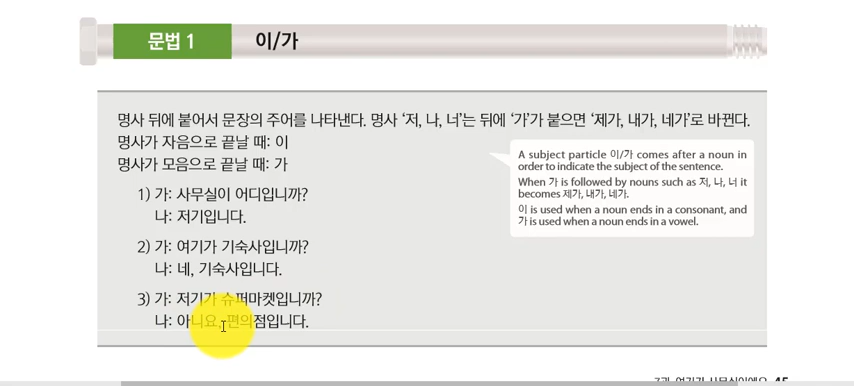 문법 1 이/가
명사 뒤에 붙어서 문장의 주어를 나타낸다. 명사 ‘저, 나, 너’는 뒤에 ‘가’가 붙으면 ‘제가, 내가, 네가’로 바뀐다.
명사가 자음으로 끝날 때: 이
명사가 모음으로 끝날 때: 가
A subject particle 이/가 comes after a noun in
order to indicate the subject of the sentence.
When 가 is followed by nouns such as 저, 나, 너 it
becomes 제가, 내가, 네가.
이 is used when a noun ends in a consonant, and
가 is used when a noun ends in a vowel.
1) 가: 사무실이 어디입니까?
나: 저기입니다.
2) 가: 여기가 기숙사입니까?
나: 네, 기숙사입니다.
3) 가: 저기가 슈퍼마켓입니까?
나: 아니요, 편의점입니다.